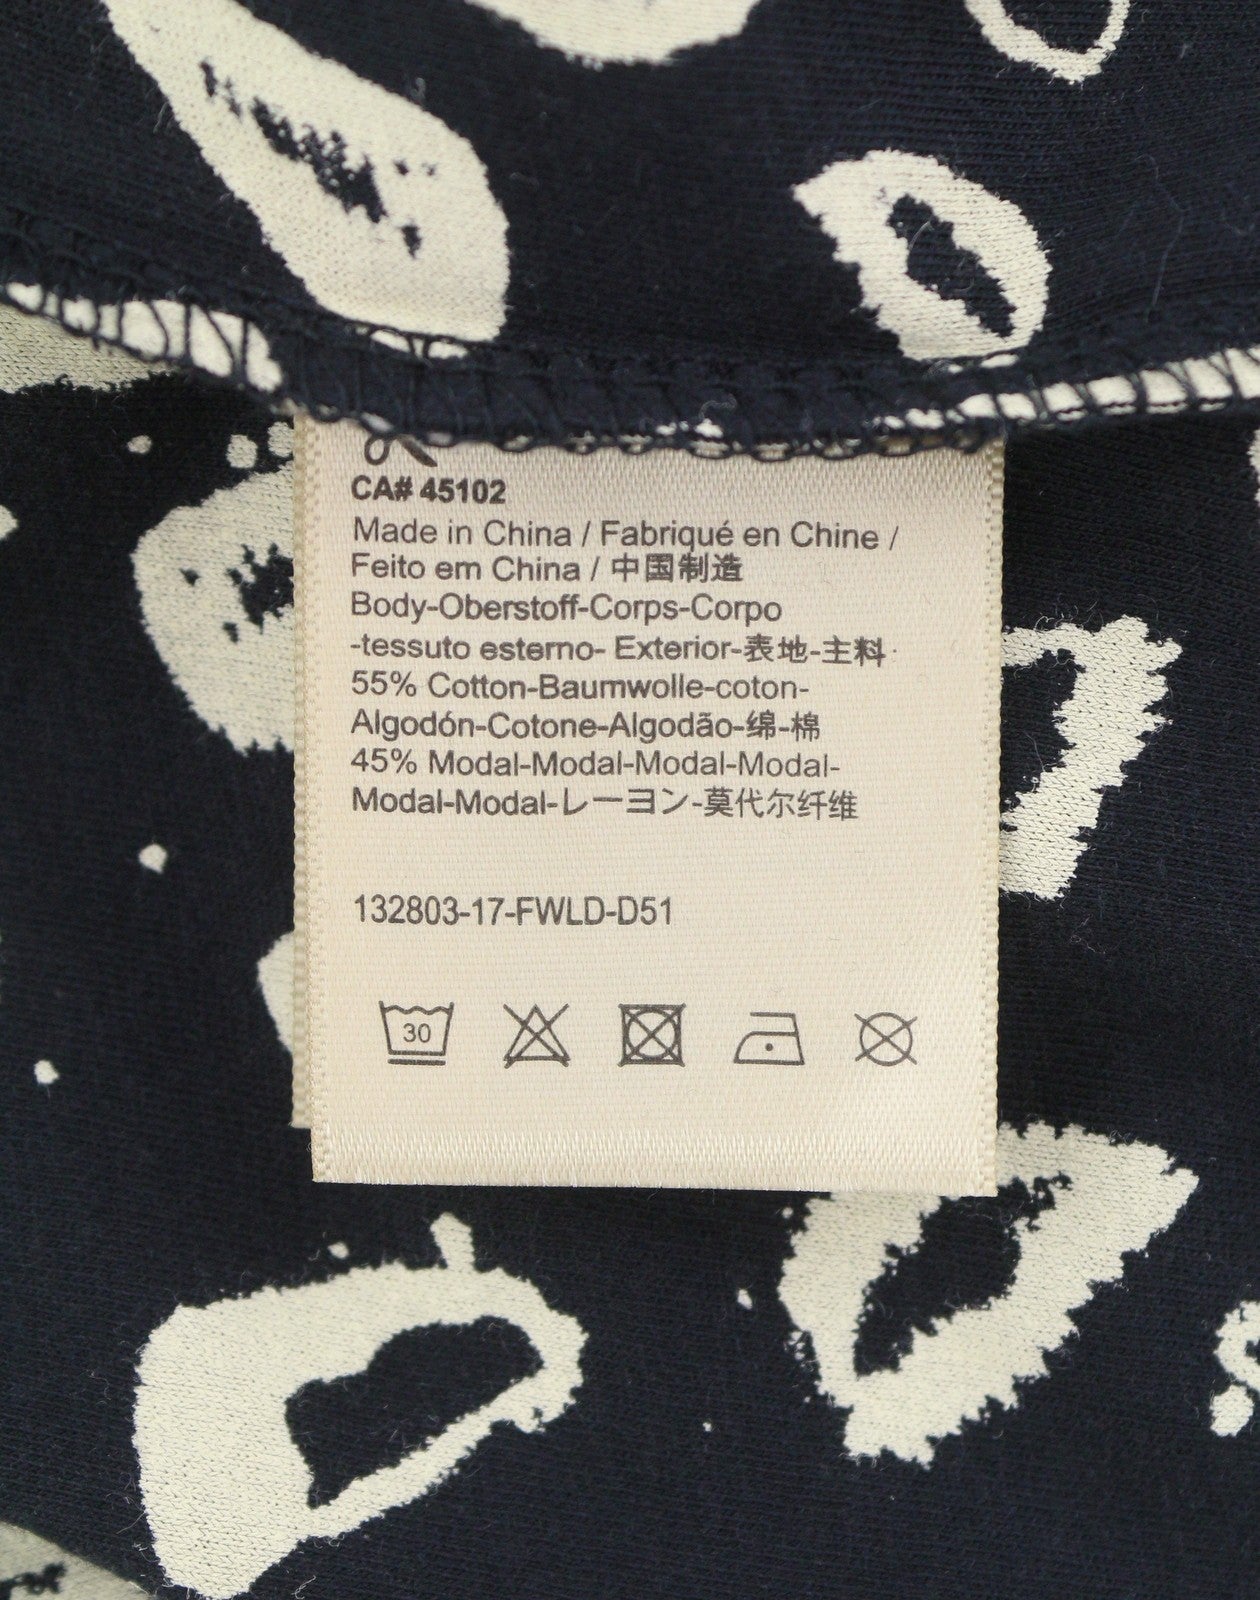 CA# 45102
Made in China / Fabriqué en Chine /
Feito em China / 中国制造
Body-Oberstoff-Corps-Corpo
-tessuto esterno- Exterior-表地-主料
55% Cotton-Baumwolle-coton-
Algodón-Cotone-Algodão-绵-棉
45% Modal-Modal-Modal-Modal-
Modal-Modal-レーヨン-莫代尔纤维
132803-17-FWLD-D51
30